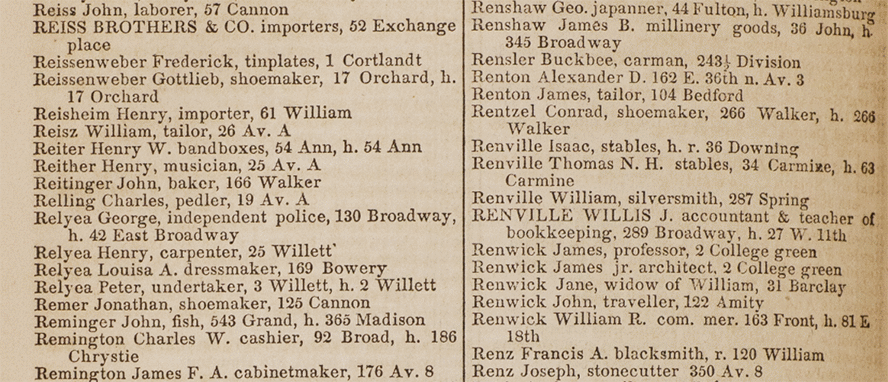 Reiss John, laborer, 57 Cannon
REISS BROTHERS & CO. importers, 52 Exchange
place
Reissenweber Frederick, tinplates, 1 Cortlandt
Reissenweber Gottlieb, shoemaker, 17 Orchard, h.
17 Orchard
Reisheim Henry, importer, 61 William
Reisz William, tailor, 26 Av. A
Reiter Henry W. bandboxes, 54 Ann, h. 54 Ann
Reither Henry, musician, 25 Av. A
Reitinger John, baker, 166 Walker
Relling Charles, pedler, 19 Av. A
Relyea George, independent police, 130 Broadway,
h. 42 East Broadway
Relyea Henry, carpenter, 25 Willett
Relyea Louisa A. dressmaker, 169 Bowery
Relyea Peter, undertaker, 3 Willett, h. 2 Willett
Remer Jonathan, shoemaker, 125 Cannon
Reminger John, fish, 543 Grand, h. 365 Madison
Remington Charles W. cashier, 92 Broad, h. 186
Chrystie
Remington James F. A. cabinetmaker, 176 Av. 8
Renshaw Geo. japanner, 44 Fulton, h. Williamsburg
Renshaw James B. millinery goods, 36 John, h.
345 Broadway
Rensler Buckbee, carman, 243½ Division
Renton Alexander D. 162 E. 36th n. Av. 3
Renton James, tailor, 104 Bedford
Rentzel Conrad, shoemaker, 266 Walker, h. 266
Walker
Renville Isaac, stables, h. r. 36 Downing
Renville Thomas N. H. stables, 34 Carmine, h. 63
Carmine
Renville William, silversmith, 287 Spring
RENVILLE WILLIS J. accountant & teacher of
bookkeeping, 289 Broadway, h. 27 W. 11th
Renwick James, professor, 2 College green
Renwick James jr. architect. 2 College green
Renwick Jane, widow of William, 31 Barclay
Renwick John, traveller, 122 Amity
Renwick William R. com. mer. 163 Front, h. 81 E
18th
Renz Francis A. blacksmith, r. 120 William
Renz Joseph, stonecutter 350 Av. 8